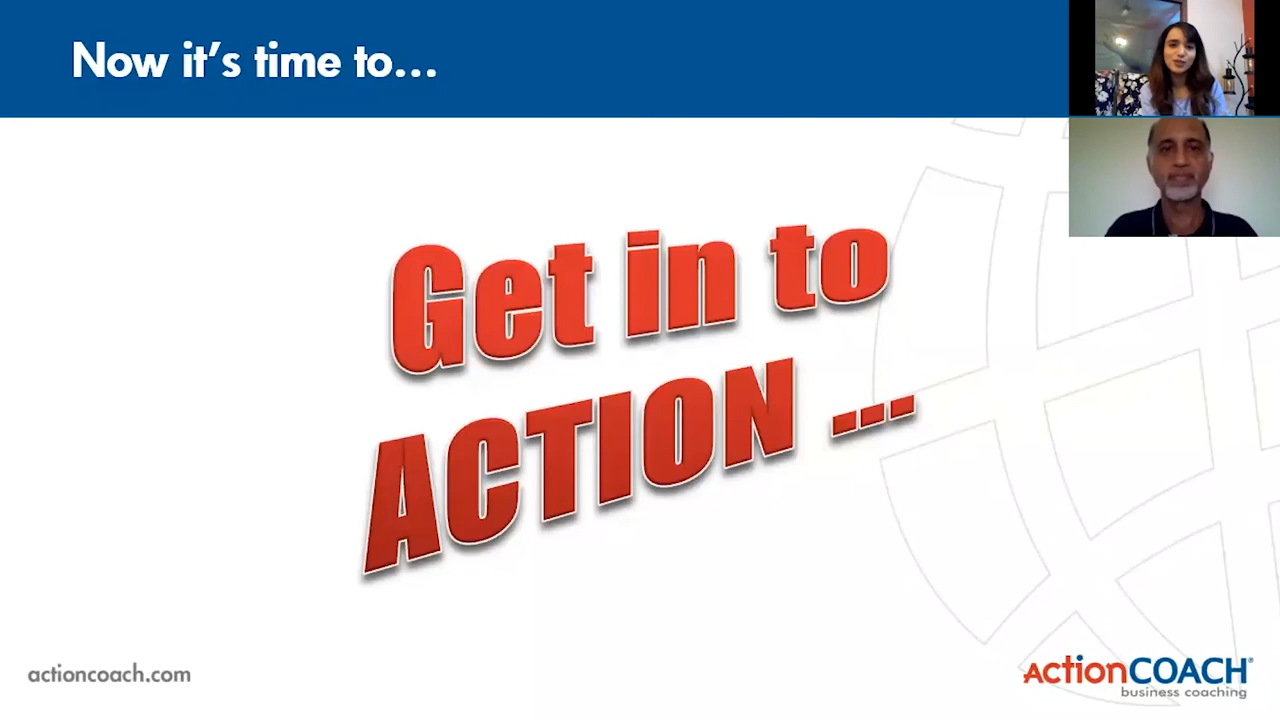 Now it's time to...
Get in to
ACTION ...
actioncoach.com
ActionCOACH®
business coaching